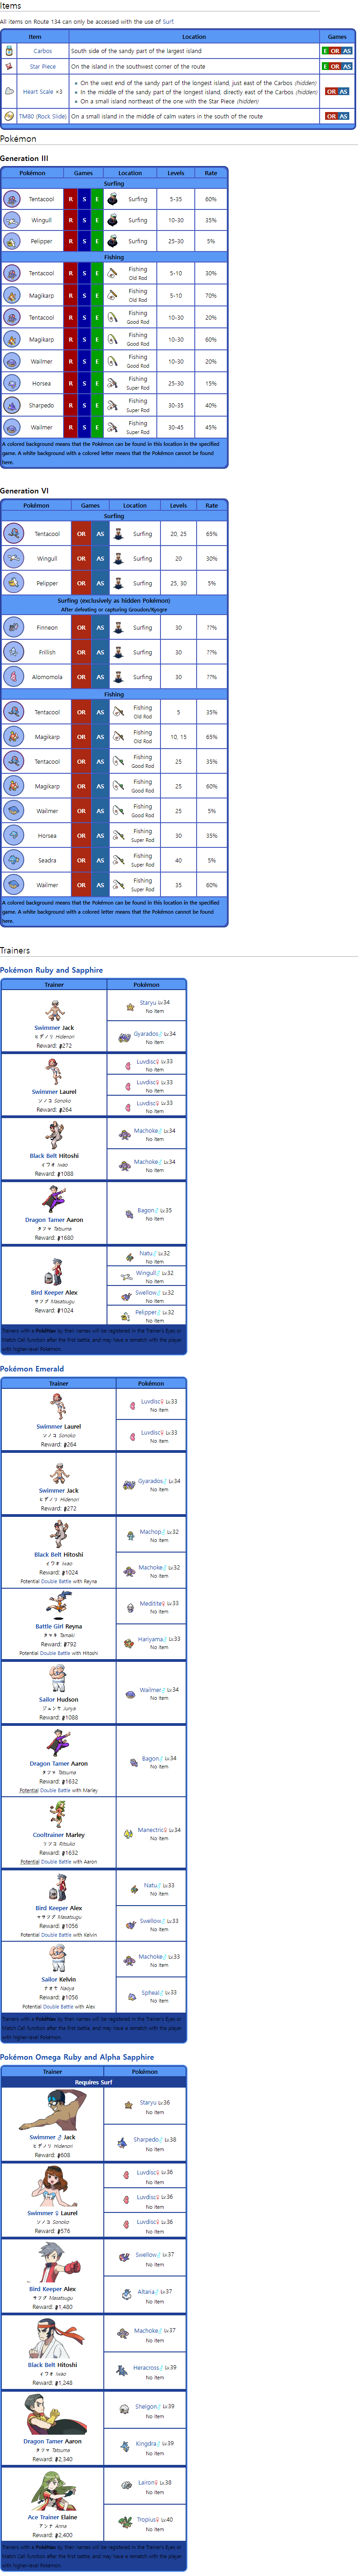 Items
All items on Route 134 can only be accessed with the use of Surf.
Item Location Games
Carbos South side of the sandy part of the largest island E OR AS
Star Piece On the island in the southwest corner of the route E OR AS
On the west end of the sandy part of the longest island, just east of the Carbos (hidden)
Heart Scale ×3 In the middle of the sandy part of the longest island, directly east of the Carbos (hidden) OR AS
On a small island northeast of the one with the Star Piece (hidden)
TM80 (Rock Slide) On a small island in the middle of calm waters in the south of the route OR AS
Pokémon
Generation III
Pokémon Games Location Levels Rate
Surfing
Tentacool R S E Surfing 5-35 60%
Wingull R S E Surfing 10-30 35%
Pelipper R S E Surfing 25-30 5%
Fishing
Tentacool R S E Fishing Old Rod 5-10 30%
Magikarp R S E Fishing Old Rod 5-10 70%
Tentacool R S E Fishing Good Rod 10-30 20%
Magikarp R S E Fishing Good Rod 10-30 60%
Wailmer R S E Fishing Good Rod 10-30 20%
Horsea R S E Fishing Super Rod 25-30 15%
Sharpedo R S E Fishing Super Rod 30-35 40%
Wailmer R S E Fishing Super Rod 30-45 45%
A colored background means that the Pokémon can be found in this location in the specified
game. A white background with a colored letter means that the Pokémon cannot be found
here.
Generation VI
Pokémon Games Location Levels Rate
Surfing
Tentacool OR AS Surfing 20, 25 65%
Wingull OR AS Surfing 20 30%
Pelipper OR AS Surfing 25, 30 5%
Surfing (exclusively as hidden Pokémon)
After defeating or capturing Groudon/Kyogre
Finneon OR AS Surfing 30 ??%
Frillish OR AS Surfing 30 ??%
Alomomola OR AS Surfing 30 ??%
Fishing
Tentacool OR AS Fishing Old Rod 5 35%
Magikarp OR AS Fishing Old Rod 10, 15 65%
Tentacool OR AS Fishing Good Rod 25 35%
Magikarp OR AS Fishing Good Rod 25 60%
Wailmer OR AS Fishing Good Rod 25 5%
Horsea OR AS Fishing Super Rod 30 35%
Seadra OR AS Fishing Super Rod 40 5%
Wailmer OR AS Fishing Super Rod 35 60%
A colored background means that the Pokémon can be found in this location in the specified
game. A white background with a colored letter means that the Pokémon cannot be found
here.
Trainers
Pokémon Ruby and Sapphire
Trainer Pokémon
Staryu Lv.34
No item
Swimmer Jack
ヒデノリ Hidenori
Reward: 272
Gyarados♂ Lv.34
No item
Swimmer Laurel
ソノコ Sonoko
Reward: 264
Luvdisc♀ Lv.33
No item
Luvdisc♀ Lv.33
No item
Luvdisc♀ Lv.33
No item
Black Belt Hitoshi
イワオ Iwao
Reward: 1088
Machoke♂ Lv.34
No item
Machoke♂ Lv.34
No item
Dragon Tamer Aaron
タツマ Tatsuma
Reward: 1680
Bagon♂ Lv.35
No item
Bird Keeper Alex
マサツグ Masatsugu
Reward: 1024
Natu♂ Lv.32
No item
Wingull♂ Lv.32
No item
Swellow♂ Lv.32
No item
Pelipper♂ Lv.32
No item
Trainers with a PokéNav by their names will be registered in the Trainer's Eyes or
Match Call function after the first battle, and may have a rematch with the player
with higher-level Pokémon.
Pokémon Emerald
Trainer Pokémon
Swimmer Laurel
ソノコ Sonoko
Reward: 264
Luvdisc♀ Lv.33
No item
Luvdisc♀ Lv.33
No item
Swimmer Jack
ヒデノリ Hidenori
Reward: 272
Gyarados♂ Lv.34
No item
Black Belt Hitoshi
イワオ Iwao
Reward: 1024
Potential Double Battle with Reyna
Machop♂ Lv.32
No item
Machoke♂ Lv.32
No item
Battle Girl Reyna
タマキ Tamaki
Reward: 792
Potential Double Battle with Hitoshi
Meditite♀ Lv.33
No item
Hariyama♀ Lv.33
No item
Sailor Hudson
ジュンヤ Junya
Reward: 1088
Wailmer♂ Lv.34
No item
Dragon Tamer Aaron
タツマ Tatsuma
Reward: 1632
Potential Double Battle with Marley
Bagon♂ Lv.34
No item
Cooltrainer Marley
リツコ Ritsuko
Reward: 1632
Potential Double Battle with Aaron
Manectric♀ Lv.34
No item
Bird Keeper Alex
マサツグ Masatsugu
Reward: 1056
Potential Double Battle with Kelvin
Natu♂ Lv.33
No item
Swellow♂ Lv.33
No item
Sailor Kelvin
ナオヤ Naoya
Reward: 1056
Potential Double Battle with Alex
Machoke♂ Lv.33
No item
Spheal♂ Lv.33
No item
Trainers with a PokéNav by their names will be registered in the Trainer's Eyes or
Match Call function after the first battle, and may have a rematch with the player
with higher-level Pokémon.
Pokémon Omega Ruby and Alpha Sapphire
Trainer Pokémon
Requires Surf
Swimmer ♂ Jack
ヒデノリ Hidenori
Reward: 608
Staryu Lv.36
No item
Sharpedo♂ Lv.38
No item
Swimmer ♀ Laurel
ソノコ Sonoko
Reward: 576
Luvdisc♀ Lv.36
No item
Luvdisc♀ Lv.36
No item
Luvdisc♀ Lv.36
No item
Bird Keeper Alex
マサツグ Masatsugu
Reward: 1,480
Swellow♂ Lv.37
No item
Altaria♂ Lv.37
No item
Black Belt Hitoshi
イワオ Iwao
Reward: 1,248
Machoke♂ Lv.37
No item
Heracross♂ Lv.39
No item
Dragon Tamer Aaron
タツマ Tatsuma
Reward: 2,340
Shelgon♂ Lv.39
No item
Kingdra♂ Lv.39
No item
Ace Trainer Elaine
アンナ Anna
Reward: 2,400
Lairon♀ Lv.38
No item
Tropius♀ Lv.40
No item
Trainers with a PokéNav by their names will be registered in the Trainer's Eyes or
Match Call function after the first battle, and may have a rematch with the player
with higher-level Pokémon.